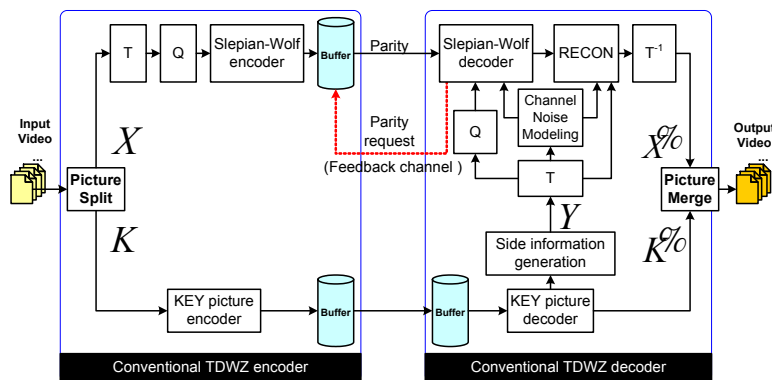 Input
Video
...
Picture
Split
X
K
T
Q
Slepian-Wolf
encoder
Buffer
Parity
Parity
request
(Feedback channel )
KEY picture
encoder
Buffer
Conventional TDWZ encoder
Slepian-Wolf
decoder
RECON
T-1
Q
Channel
Noise
Modeling
T
Y
Side information
generation
Buffer
KEY picture
decoder
X%
K%
Picture
Merge
Output
Video
...
Conventional TDWZ decoder